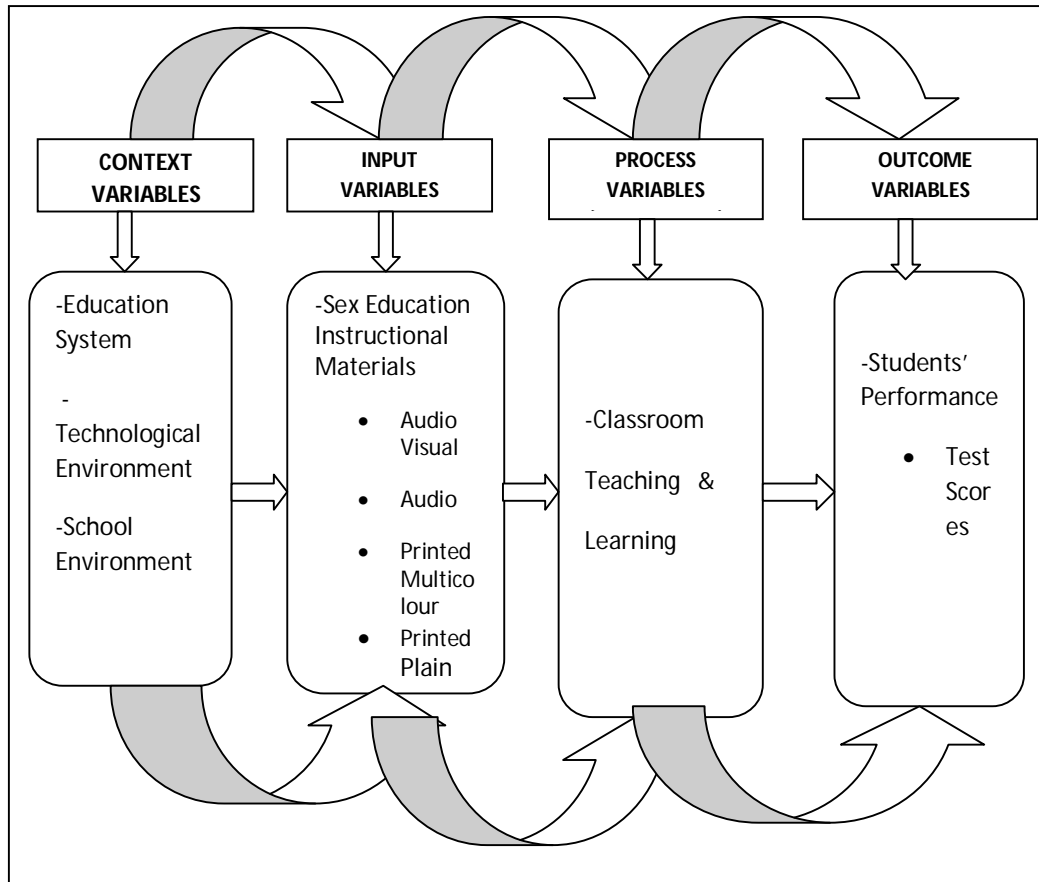 CONTEXT
VARIABLES
INPUT
VARIABLES
PROCESS
VARIABLES
OUTCOME
VARIABLES
-Education
System
-
Technological
Environment
-School
Environment
-Sex Education
Instructional
Materials
• Audio
Visual
• Audio
• Printed
Multico
lour
• Printed
Plain
-Classroom
Teaching &
Learning
-Students’
Performance
• Test
Scor
es